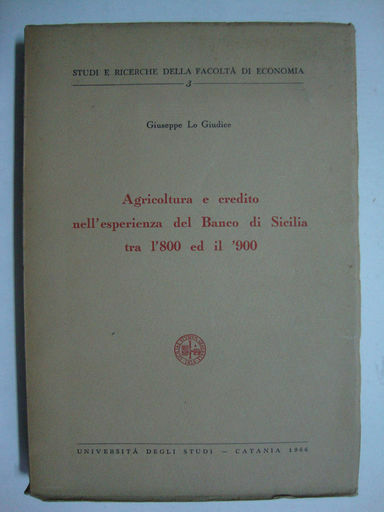 STUDI E RICERCHE DELLA FACOLTÀ DI ECONOMIA
3
Giuseppe Lo Giudice
Agricoltura e credito
nell'esperienza del Banco di Sicilia
tra l'800 ed il '900
UNIVERSITÀ DEGLI STUDI – CATANIA 1966